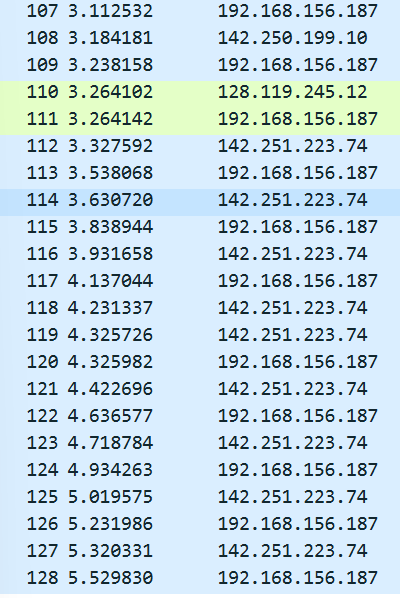 107 3.112532 192.168.156.187
108 3.184181 142.250.199.10
109 3.238158 192.168.156.187
110 3.264102 128.119.245.12
111 3.264142 192.168.156.187
112 3.327592 142.251.223.74
113 3.538068 192.168.156.187
114 3.630720 142.251.223.74
115 3.838944 192.168.156.187
116 3.931658 142.251.223.74
117 4.137044 192.168.156.187
118 4.231337 142.251.223.74
119 4.325726 142.251.223.74
120 4.325982 192.168.156.187
121 4.422696 142.251.223.74
122 4.636577 192.168.156.187
123 4.718784 142.251.223.74
124 4.934263 192.168.156.187
125 5.019575 142.251.223.74
126 5.231986 192.168.156.187
127 5.320331 142.251.223.74
128 5.529830 192.168.156.187